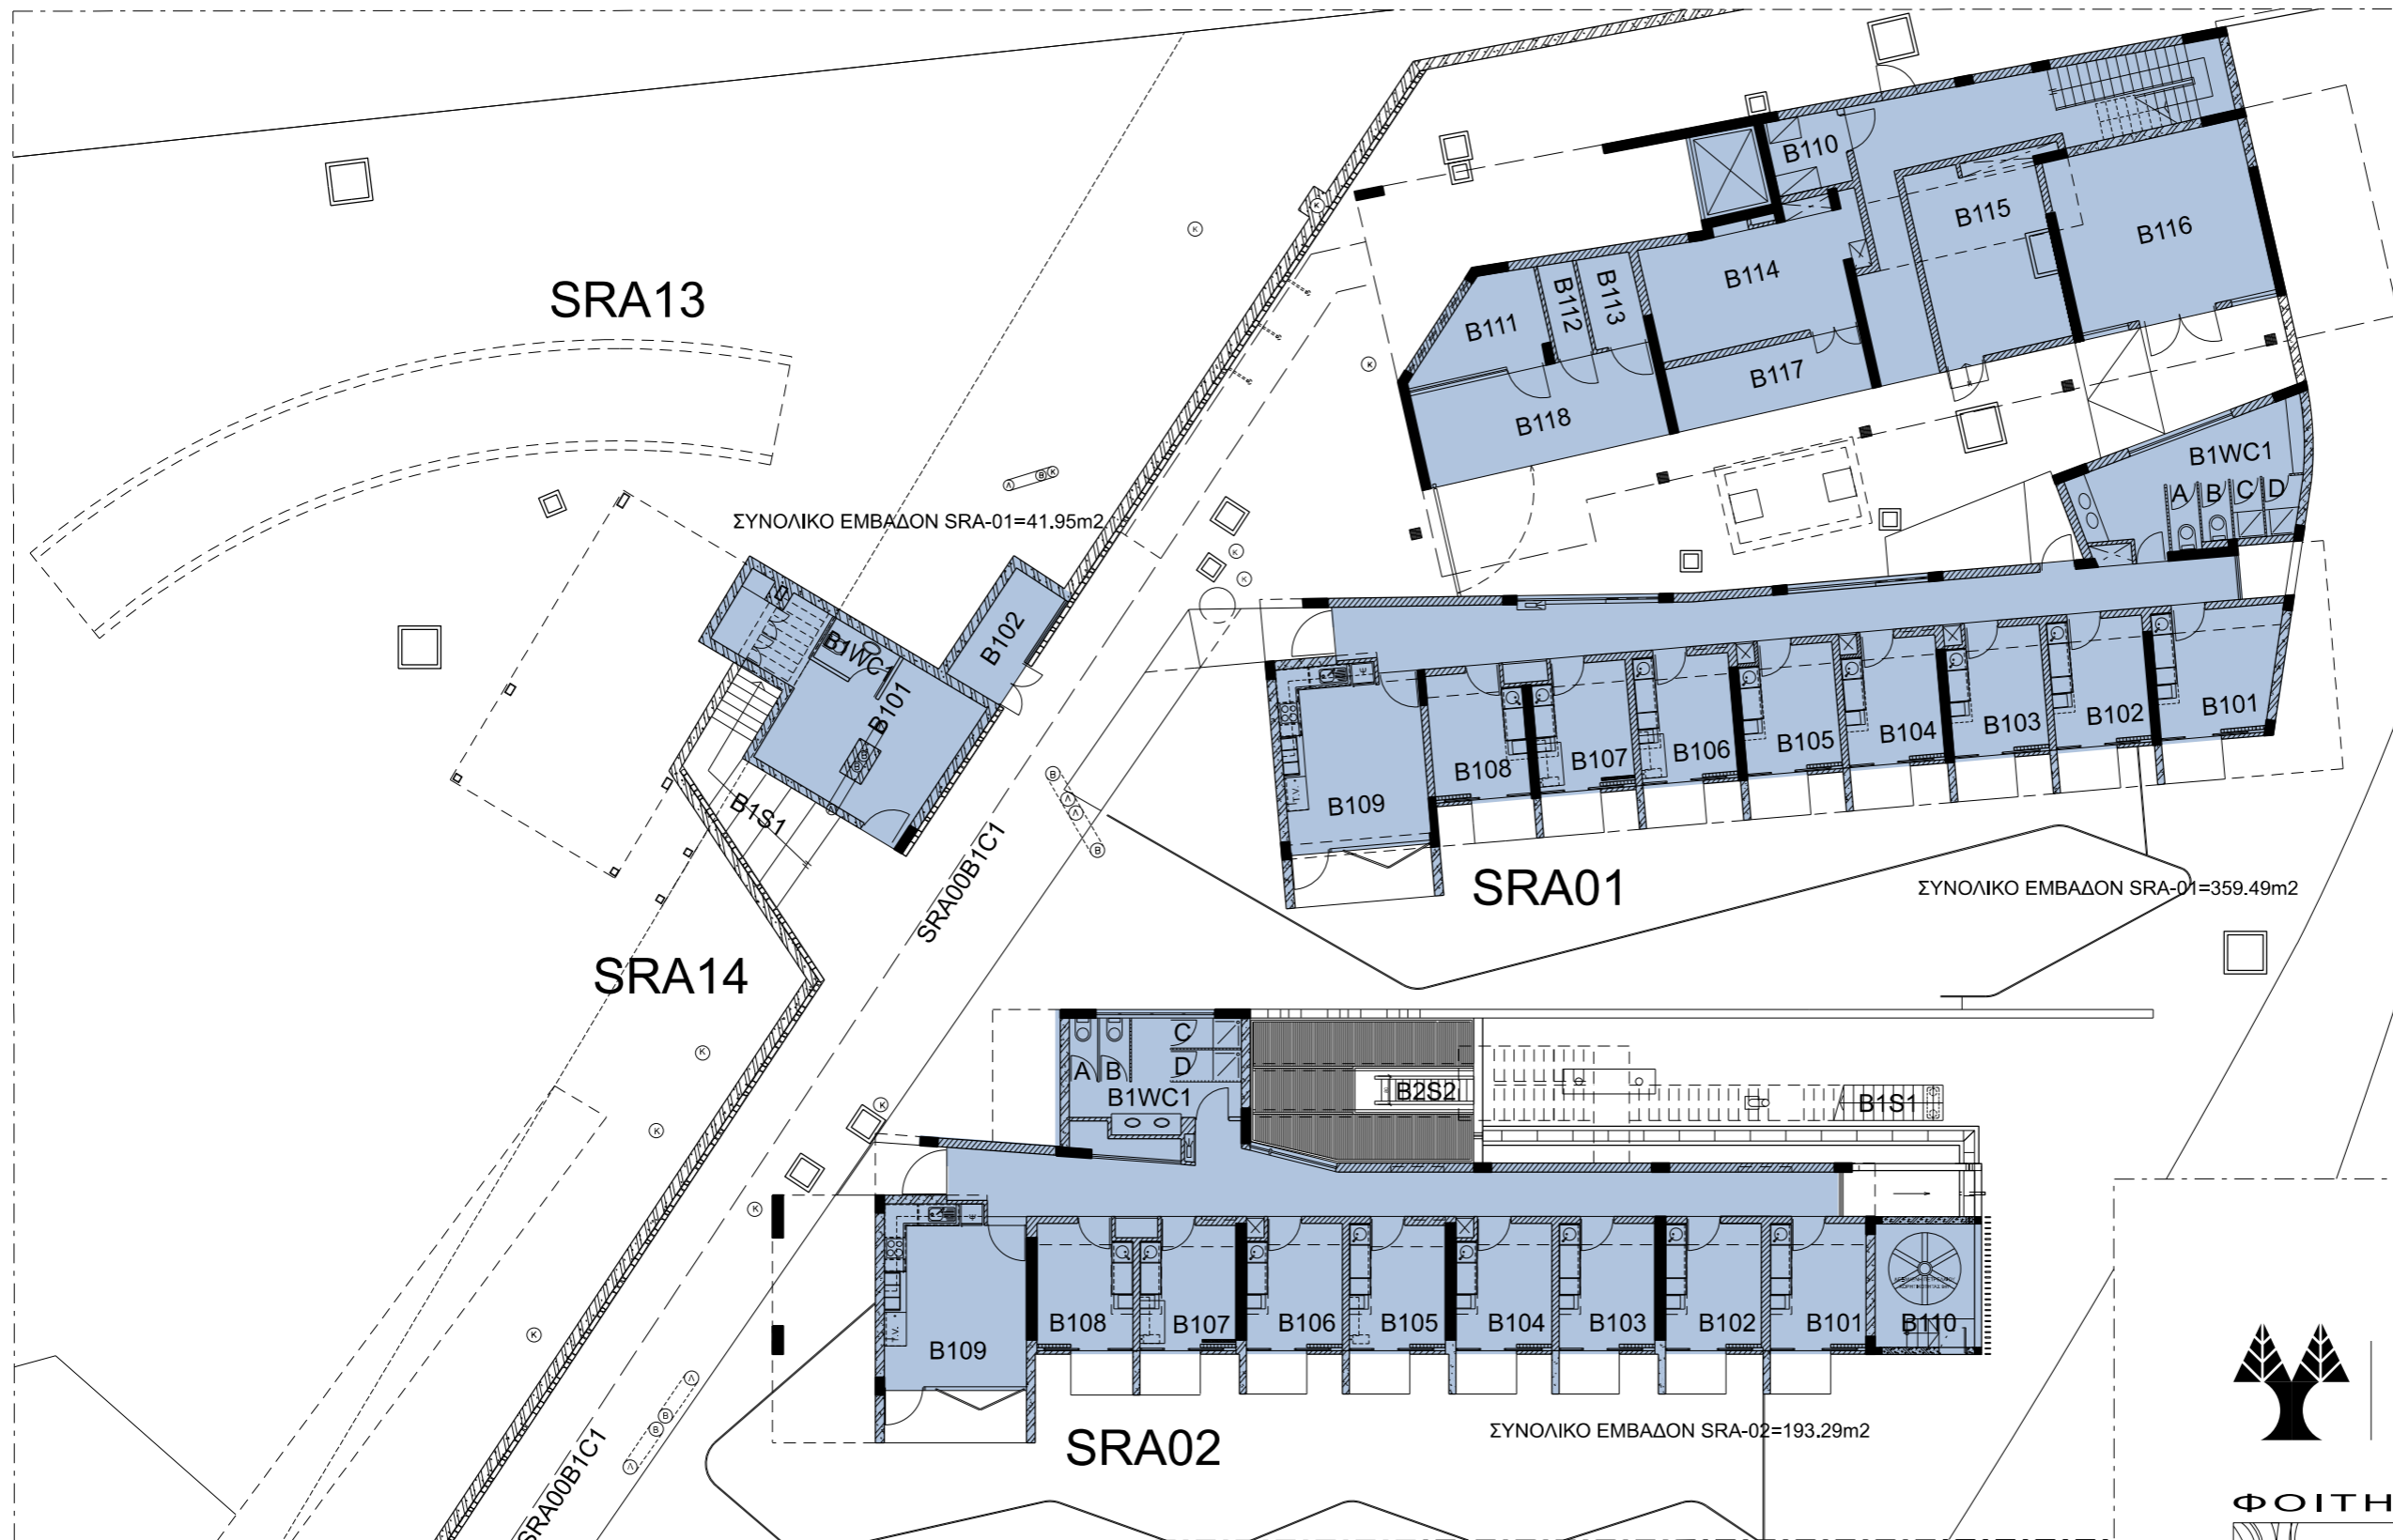 SRA13
ΣΥΝΟΛΙΚΟ ΕΜΒΑΔΟΝ SRA-01=41.95m2
B102
B1WC1
B101
B1S1
SRA14
SRA00B1C1
SRA00B1C1
B110
B115
B116
B114
B111
B112
B113
B117
B118
B1WC1
A B C D
B109
B108
B107
B106
B105
B104
B103
B102
B101
SRA01
ΣΥΝΟΛΙΚΟ ΕΜΒΑΔΟΝ SRA-01=359.49m2
C
A B D
B1WC1
B2S2
B1S1
B109
B108
B107
B106
B105
B104
B103
B102
B101
B110
SRA02
ΣΥΝΟΛΙΚΟ ΕΜΒΑΔΟΝ SRA-02=193.29m2
ΦΟΙΤΗ